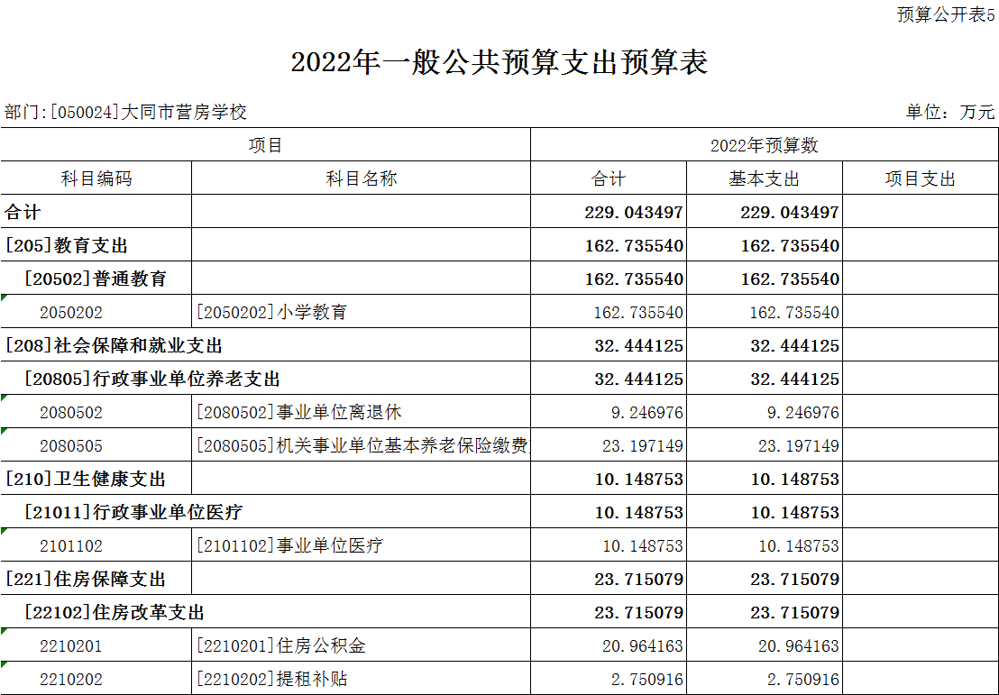 预算公开表5
2022年一般公共预算支出预算表
部门:[050024]大同市营房学校 单位：万元
项目 2022年预算数
科目编码 科目名称 合计 基本支出 项目支出
合计 229.043497 229.043497
[205]教育支出 162.735540 162.735540
[20502]普通教育 162.735540 162.735540
2050202 [2050202]小学教育 162.735540 162.735540
[208]社会保障和就业支出 32.444125 32.444125
[20805]行政事业单位养老支出 32.444125 32.444125
2080502 [2080502]事业单位离退休 9.246976 9.246976
2080505 [2080505]机关事业单位基本养老保险缴费 23.197149 23.197149
[210]卫生健康支出 10.148753 10.148753
[21011]行政事业单位医疗 10.148753 10.148753
2101102 [2101102]事业单位医疗 10.148753 10.148753
[221]住房保障支出 23.715079 23.715079
[22102]住房改革支出 23.715079 23.715079
2210201 [2210201]住房公积金 20.964163 20.964163
2210202 [2210202]提租补贴 2.750916 2.750916